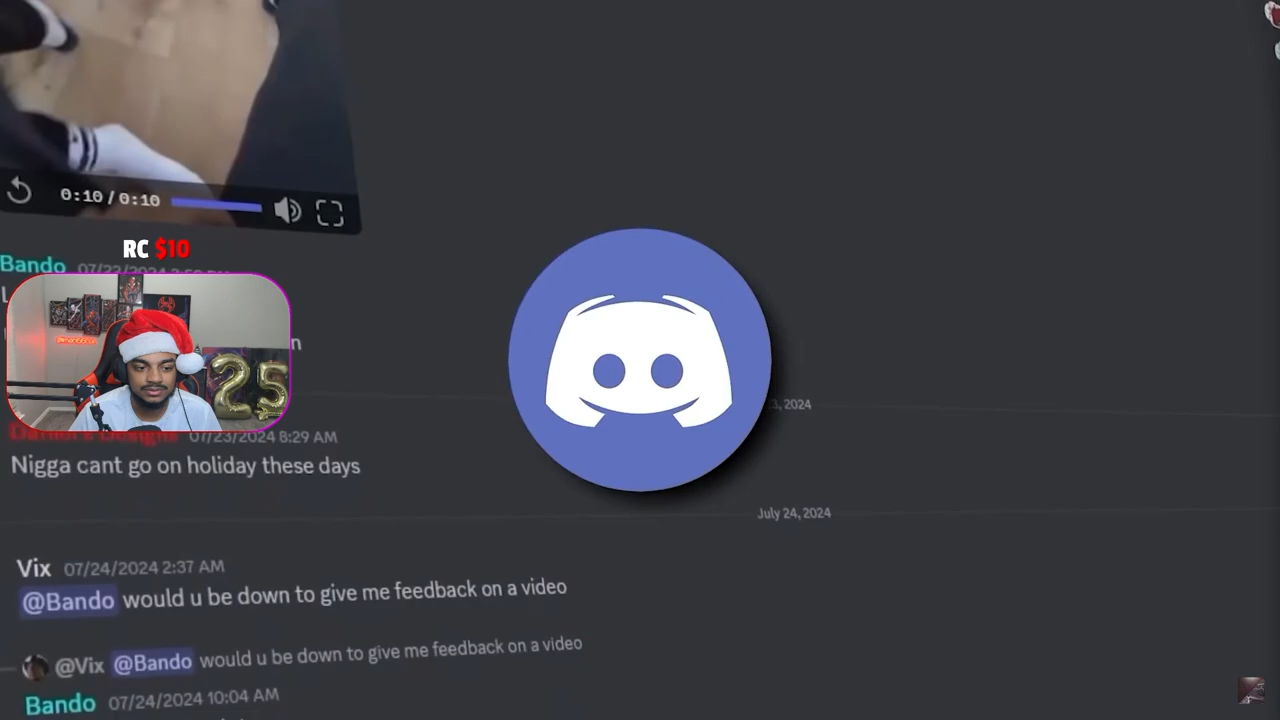 0:10 / 0:10
RC $10
Bando
25
3, 2024
07/23/2024 8:29 AM
Nigga cant go on holiday these days
July 24, 2024
Vix 07/24/2024 2:37 AM
@Bando would u be down to give me feedback on a video
@Vix @Bando would u be down to give me feedback on a video
Bando 07/24/2024 10:04 AM